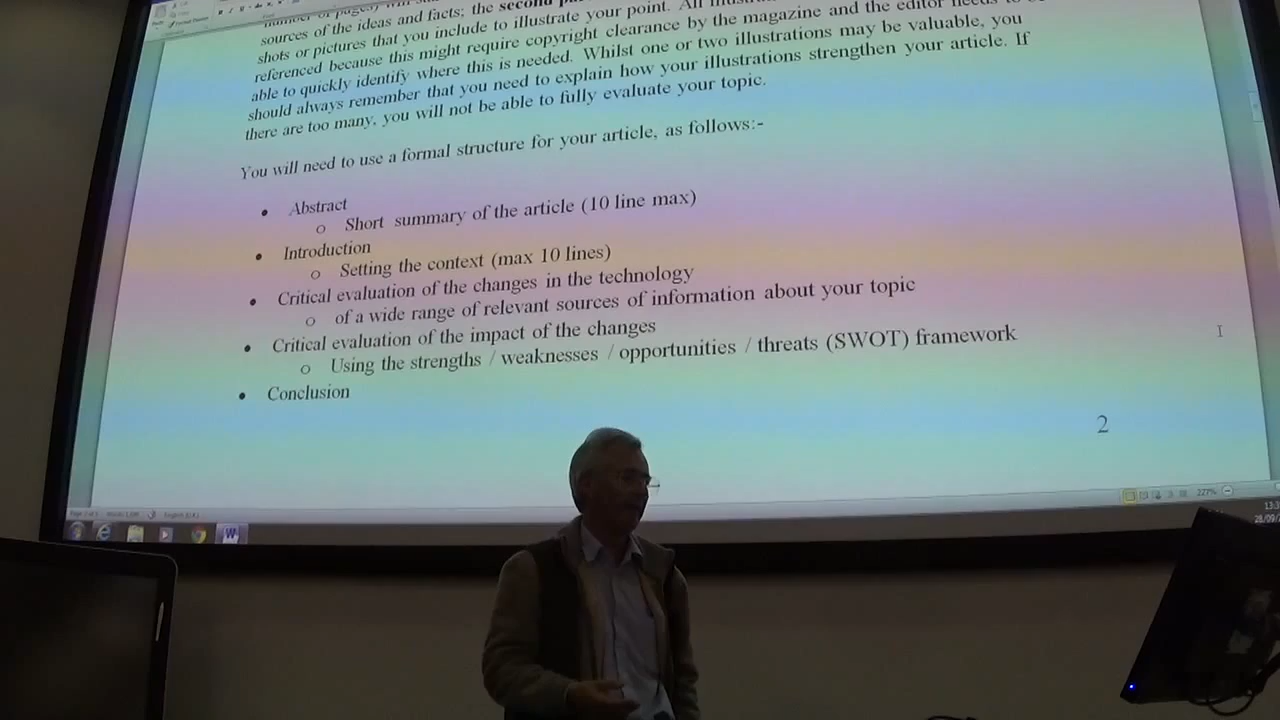 sources of the ideas and facts; the second
shots or pictures that you include to illustrate your point. All
referenced because this might require copyright clearance by the magazine and the editor needs to
able to quickly identify where this is needed. Whilst one or two illustrations may be valuable, you
should always remember that you need to explain how your illustrations strengthen your article. If
there are too many, you will not be able to fully evaluate your topic.
You will need to use a formal structure for your article, as follows:-
• Abstract
o Short summary of the article (10 line max)
• Introduction
o Setting the context (max 10 lines)
• Critical evaluation of the changes in the technology
o of a wide range of relevant sources of information about your topic
• Critical evaluation of the impact of the changes
o Using the strengths / weaknesses / opportunities / threats (SWOT) framework
• Conclusion
2
227%